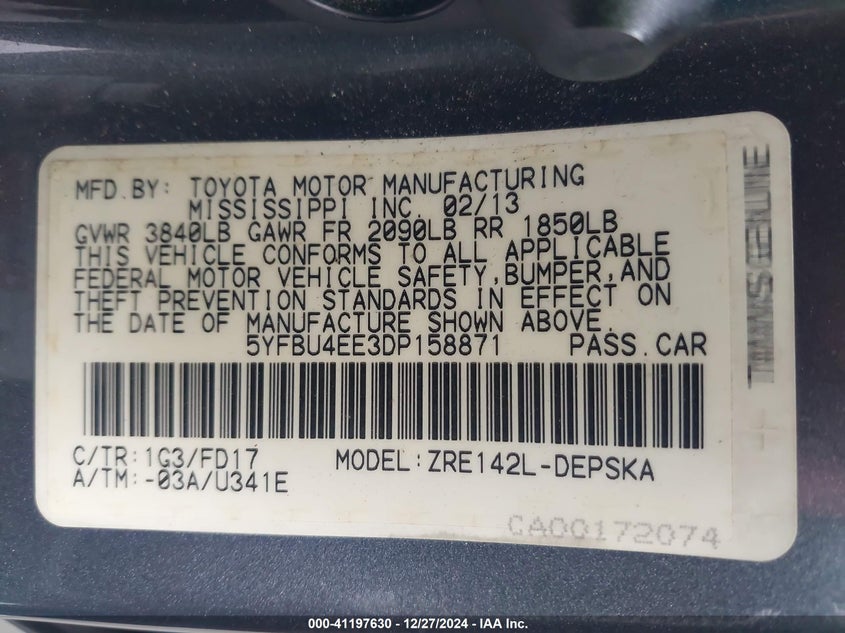 MFD.BY: TOYOTA MOTOR MANUFACTURING
MISSISSIPPI INC. 02/13
GVWR 3840LB GAWR FR 2090LB RR 1850LB
THIS VEHICLE CONFORMS TO ALL APPLICABLE
FEDERAL MOTOR VEHICLE SAFETY,BUMPER,AND
THEFT PREVENTION STANDARDS IN EFFECT ON
THE DATE OF MANUFACTURE SHOWN ABOVE.
5YFBU4EE3DP158871 PASS.CAR
C/TR:1G3/FD17 MODEL:ZRE142L-DEPSKA
A/TM:-03A/U341E
CA00172074
000-41197630 - 12/27/2024 - IAA Inc.